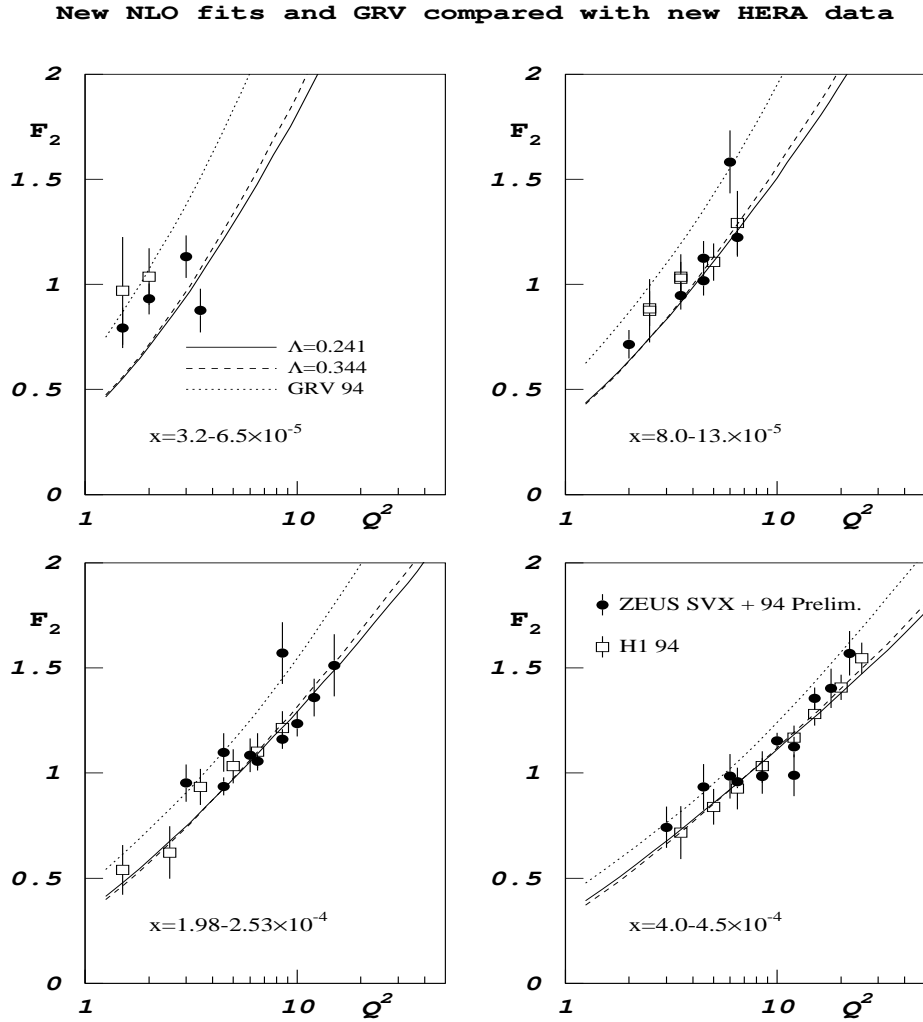 New NLO fits and GRV compared with new HERA data
2
F₂
1.5
1
0.5
0
1
10
Q²
Λ=0.241
Λ=0.344
GRV 94
x=3.2-6.5×10⁻⁵
2
F₂
1.5
1
0.5
0
1
10
Q²
x=8.0-13.×10⁻⁵
2
F₂
1.5
1
0.5
0
1
10
Q²
x=1.98-2.53×10⁻⁴
2
F₂
1.5
1
0.5
0
1
10
Q²
ZEUS SVX + 94 Prelim.
H1 94
x=4.0-4.5×10⁻⁴